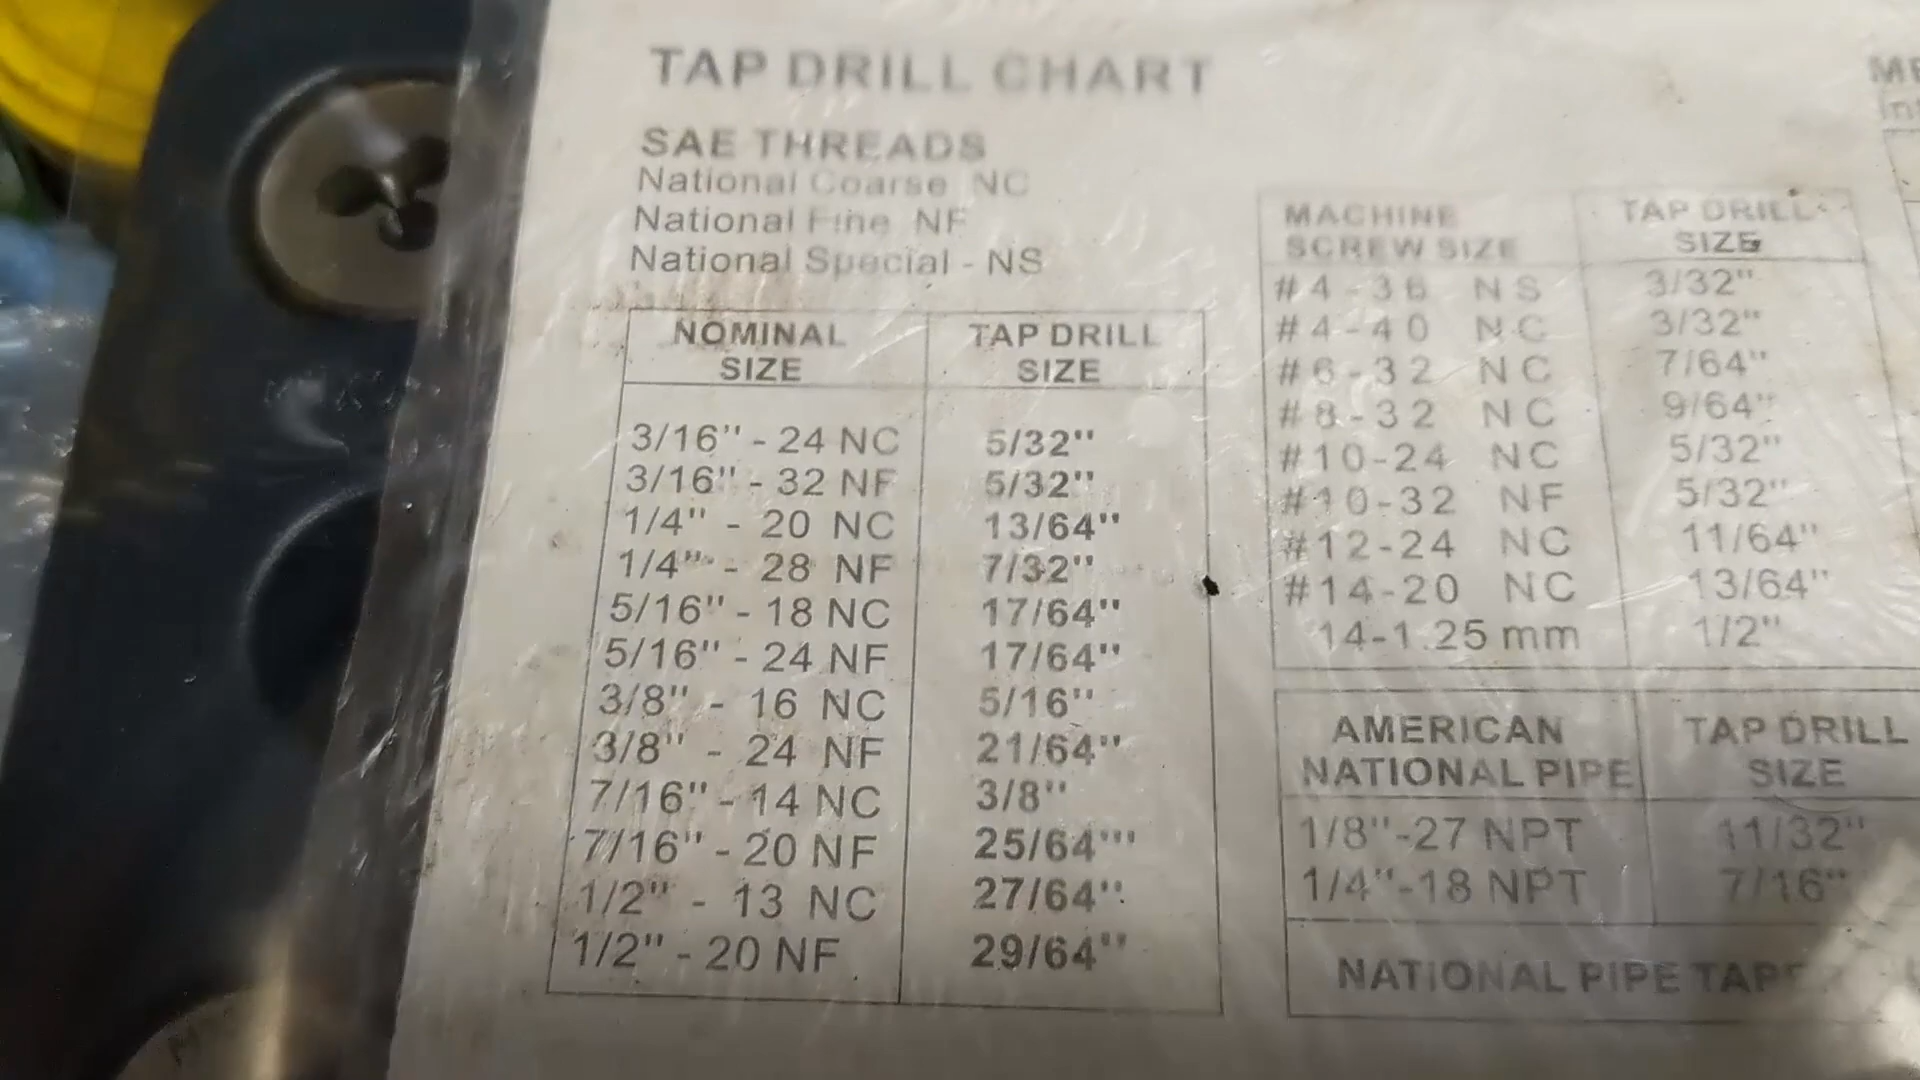 TAP DRILL CHART
SAE THREADS
National Coarse NC
National Fine NF
National Special - NS
NOMINAL SIZE TAP DRILL SIZE
3/16" - 24 NC 5/32"
3/16" - 32 NF 5/32"
1/4" - 20 NC 13/64"
1/4" - 28 NF 7/32"
5/16" - 18 NC 17/64"
5/16" - 24 NF 17/64"
3/8" - 16 NC 5/16"
3/8" - 24 NF 21/64"
7/16" - 14 NC 3/8"
7/16" - 20 NF 25/64"'
1/2" - 13 NC 27/64"
1/2" - 20 NF 29/64"
MACHINE SCREW SIZE TAP DRILL SIZE
#4-36 NS 3/32"
#4-40 NC 3/32"
#6-32 NC 7/64"
#8-32 NC 9/64"
#10-24 NC 5/32"
#10-32 NF 5/32"
#12-24 NC 11/64"
#14-20 NC 13/64"
14-1.25 mm 1/2"
AMERICAN NATIONAL PIPE TAP DRILL SIZE
1/8"-27 NPT 11/32"
1/4"-18 NPT 7/16"
NATIONAL PIPE